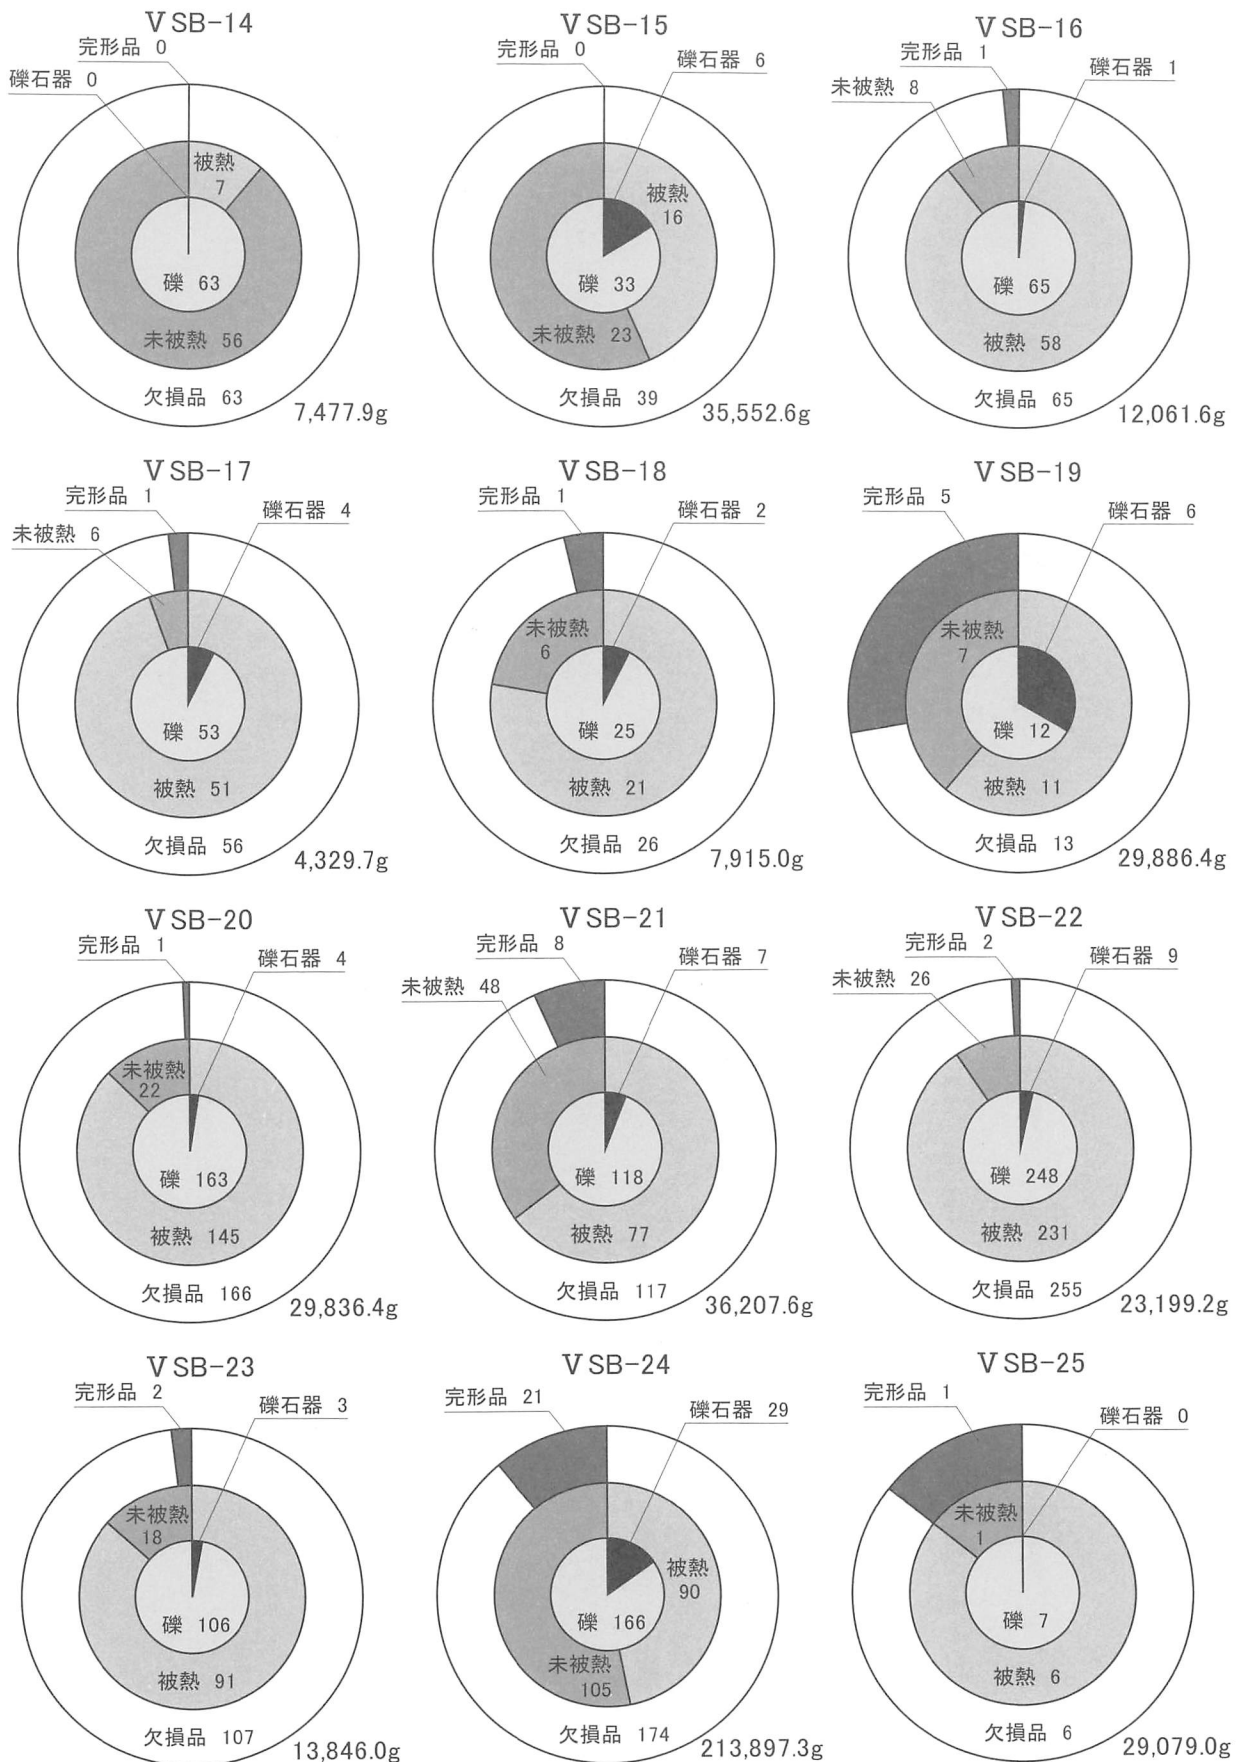 Ⅴ SB-14
完形品 0
礫石器 0
被熱
7
礫 63
未被熱 56
欠損品 63
7,477.9g
Ⅴ SB-15
完形品 0
礫石器 6
被熱
16
礫 33
未被熱 23
欠損品 39
35,552.6g
Ⅴ SB-16
完形品 1
礫石器 1
未被熱 8
礫 65
被熱 58
欠損品 65
12,061.6g
Ⅴ SB-17
完形品 1
礫石器 4
未被熱 6
礫 53
被熱 51
欠損品 56
4,329.7g
Ⅴ SB-18
完形品 1
礫石器 2
未被熱
6
礫 25
被熱 21
欠損品 26
7,915.0g
Ⅴ SB-19
完形品 5
礫石器 6
未被熱
7
礫 12
被熱 11
欠損品 13
29,886.4g
Ⅴ SB-20
完形品 1
礫石器 4
未被熱
22
礫 163
被熱 145
欠損品 166
29,836.4g
Ⅴ SB-21
完形品 8
礫石器 7
未被熱 48
礫 118
被熱 77
欠損品 117
36,207.6g
Ⅴ SB-22
完形品 2
礫石器 9
未被熱 26
礫 248
被熱 231
欠損品 255
23,199.2g
Ⅴ SB-23
完形品 2
礫石器 3
未被熱
18
礫 106
被熱 91
欠損品 107
13,846.0g
Ⅴ SB-24
完形品 21
礫石器 29
被熱
90
礫 166
未被熱
105
欠損品 174
213,897.3g
Ⅴ SB-25
完形品 1
礫石器 0
未被熱
1
礫 7
被熱 6
欠損品 6
29,079.0g